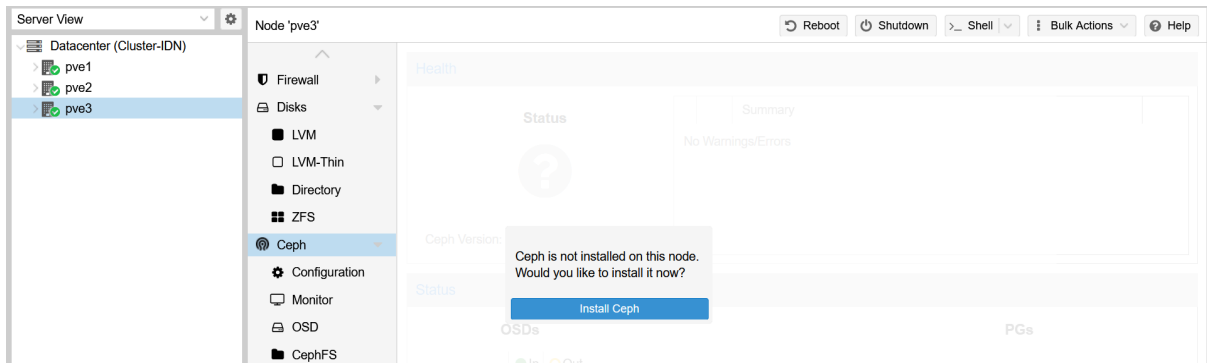 Server View
Node 'pve3'
Reboot
Shutdown
>_ Shell
Bulk Actions
Help
Datacenter (Cluster-IDN)
pve1
pve2
pve3
Firewall
Disks
LVM
LVM-Thin
Directory
ZFS
Ceph
Configuration
Monitor
OSD
CephFS
Health
Status
Summary
No Warnings/Errors
Ceph Version:
Ceph is not installed on this node.
Would you like to install it now?
Install Ceph
Status
OSDs
PGs
In Out